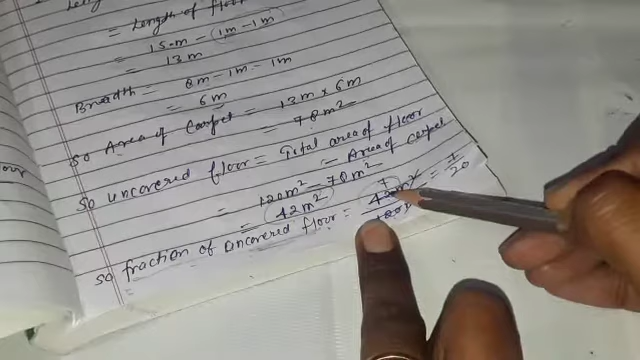 = Length of floor
= 15m - (1m - 1m
= 13m
Breadth = 8m - 1m - 1m
= 6m
So Area of Carpet = 13m × 6m
= 78m²
So uncovered floor = Total area of floor
- Area of carpet
= 120m² - 78m²
= 42m²
So fraction of uncovered floor = = 7/20